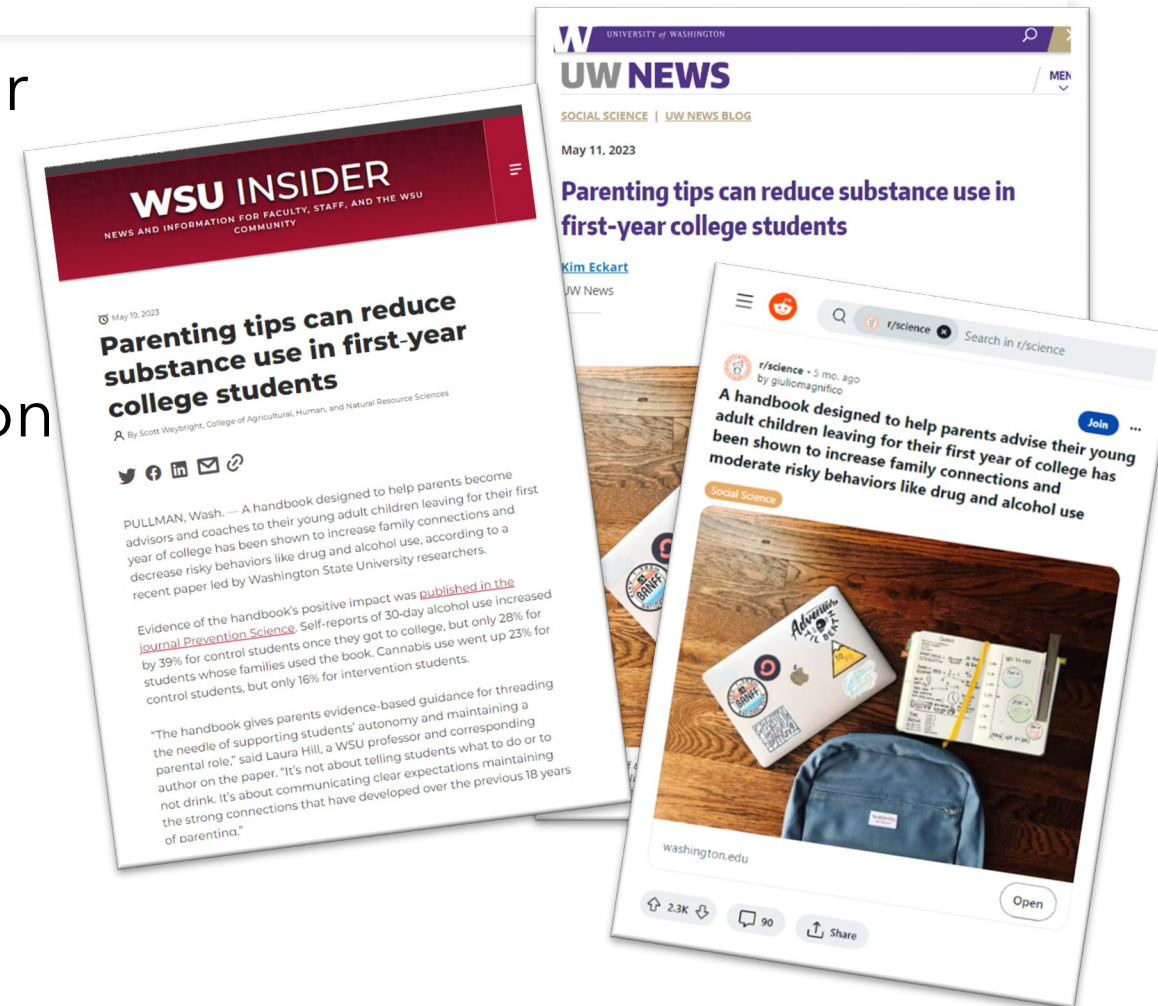 r
on
WSU INSIDER
NEWS AND INFORMATION FOR FACULTY, STAFF, AND THE WSU
COMMUNITY
May 19, 2023
Parenting tips can reduce
substance use in first-year
college students
By Scott Weybright, College of Agricultural, Human, and Natural Resource Sciences
PULLMAN, Wash. — A handbook designed to help parents become
advisors and coaches to their young adult children leaving for their first
year of college has been shown to increase family connections and
decrease risky behaviors like drug and alcohol use, according to a
recent paper led by Washington State University researchers.
Evidence of the handbook's positive impact was published in the
journal Prevention Science. Self-reports of 30-day alcohol use increased
by 39% for control students once they got to college, but only 28% for
students whose families used the book. Cannabis use went up 23% for
control students, but only 16% for intervention students.
"The handbook gives parents evidence-based guidance for threading
the needle of supporting students' autonomy and maintaining a
parental role," said Laura Hill, a WSU professor and corresponding
author on the paper. "It's not about telling students what to do or to
not drink. It's about communicating clear expectations maintaining
the strong connections that have developed over the previous 18 years
of parenting."
W UNIVERSITY of WASHINGTON
UW NEWS
MEN
SOCIAL SCIENCE | UW NEWS BLOG
May 11, 2023
Parenting tips can reduce substance use in
first-year college students
Kim Eckart
UW News
r/science Search in r/science
r/science • 5 mo. ago
by giuliomagnifico
Join
A handbook designed to help parents advise their young
adult children leaving for their first year of college has
been shown to increase family connections and
moderate risky behaviors like drug and alcohol use
Social Science
Adventure
'TIL DEATH
BANFF
BANFF
washington.edu
Open
2.3K 90 Share